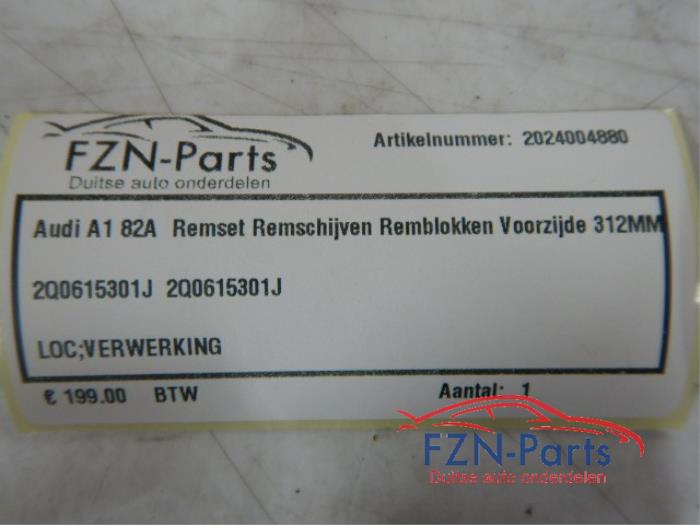 FZN-Parts
Duitse auto onderdelen
Artikelnummer: 2024004880
Audi A1 82A Remset Remschijven Remblokken Voorzijde 312MM
2Q0615301J 2Q0615301J
LOC;VERWERKING
€ 199.00 BTW
Aantal: 1
FZN-Parts
Duitse auto onderdelen